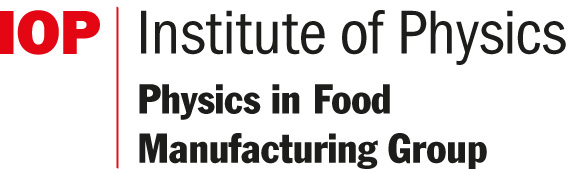 IOP Institute of Physics
Physics in Food
Manufacturing Group